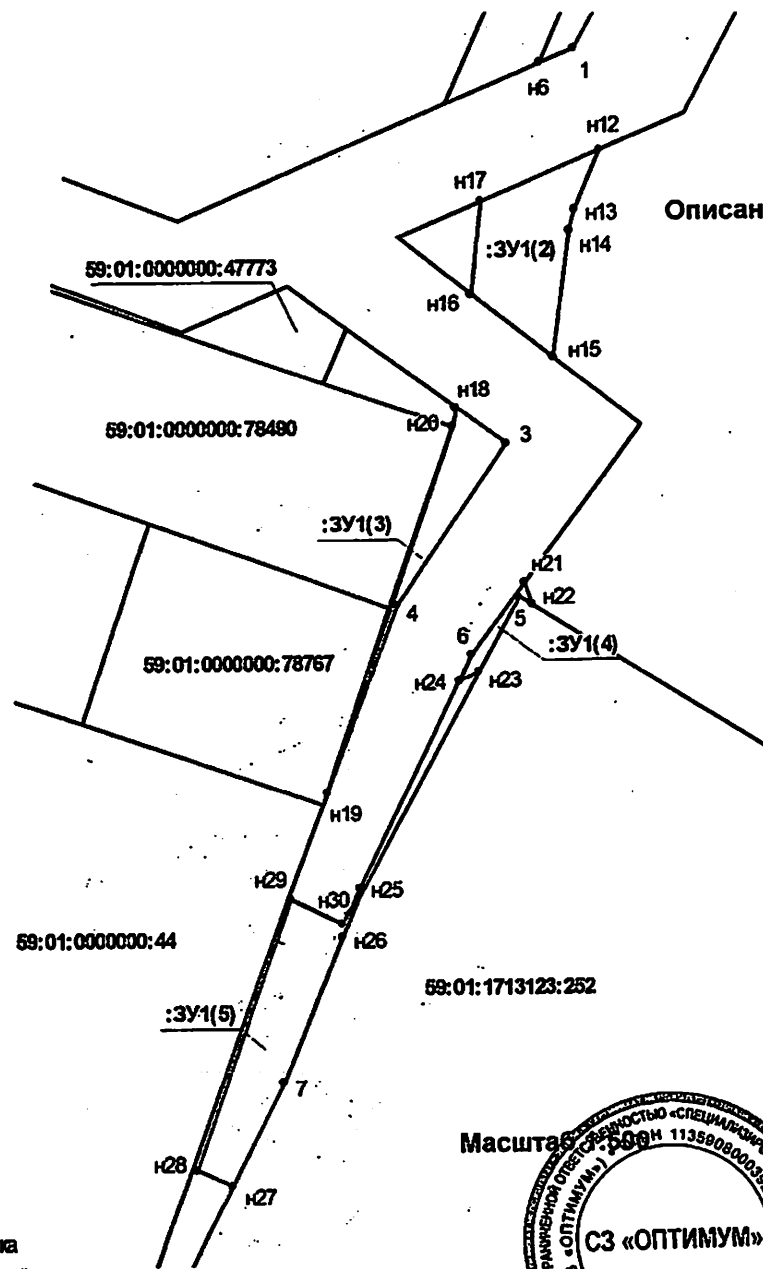 1
н6
н12
н17
н13
Описан
н14
:ЗУ1(2)
59:01:0000000:47773
н16
н15
н18
н20
3
59:01:0000000:78490
:ЗУ1(3)
н21
4
5
н22
6
:ЗУ1(4)
59:01:0000000:78767
н24
н23
н19
н29
н25
н30
59:01:0000000:44
н26
59:01:1713123:252
:ЗУ1(5)
7
Масштаб
н28
н27
СЗ «ОПТИМУМ»